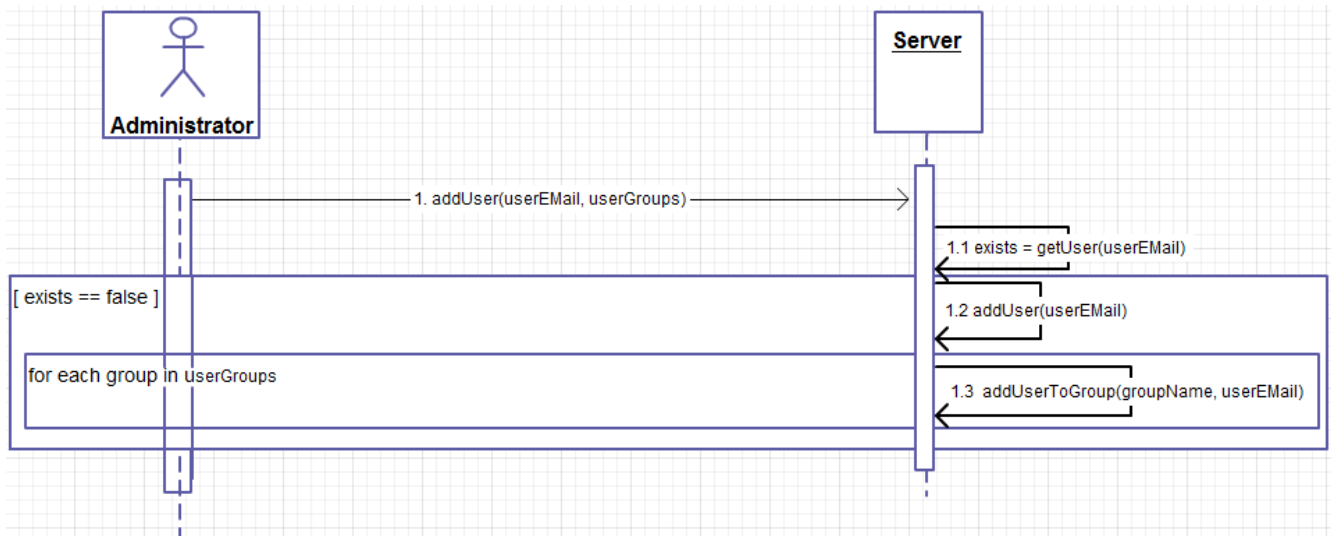 Server
Administrator
1. addUser(userEMail, userGroups)
1.1 exists = getUser(userEMail)
[ exists == false ]
1.2 addUser(userEMail)
for each group in userGroups
1.3 addUserToGroup(groupName, userEMail)